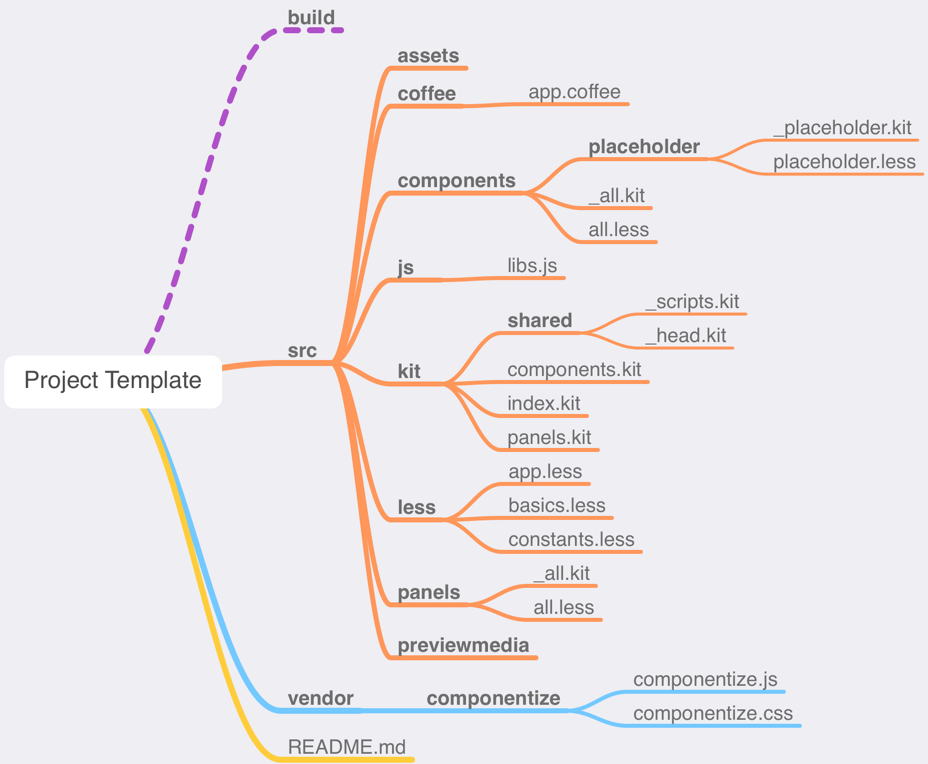 build
assets
coffee
app.coffee
components
placeholder
_placeholder.kit
placeholder.less
_all.kit
all.less
js
libs.js
src
kit
shared
_scripts.kit
_head.kit
components.kit
index.kit
panels.kit
Project Template
less
app.less
basics.less
constants.less
panels
_all.kit
all.less
previewmedia
vendor
componentize
componentize.js
componentize.css
README.md